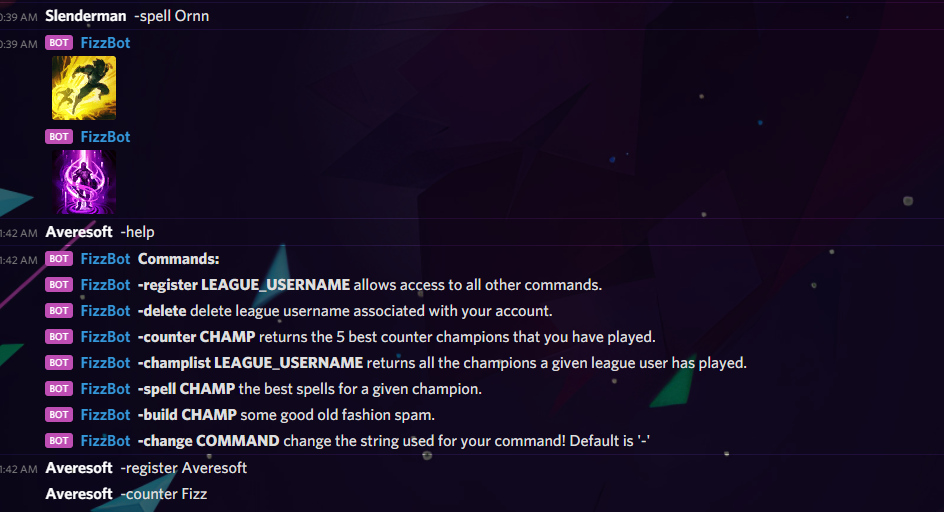 0:39 AM Slenderman -spell Ornn
0:39 AM BOT FizzBot
BOT FizzBot
1:42 AM Averesoft -help
1:42 AM BOT FizzBot Commands:
BOT FizzBot -register LEAGUE_USERNAME allows access to all other commands.
BOT FizzBot -delete delete league username associated with your account.
BOT FizzBot -counter CHAMP returns the 5 best counter champions that you have played.
BOT FizzBot -champlist LEAGUE_USERNAME returns all the champions a given league user has played.
BOT FizzBot -spell CHAMP the best spells for a given champion.
BOT FizzBot -build CHAMP some good old fashion spam.
BOT FizzBot -change COMMAND change the string used for your command! Default is '-'
1:42 AM Averesoft -register Averesoft
Averesoft -counter Fizz